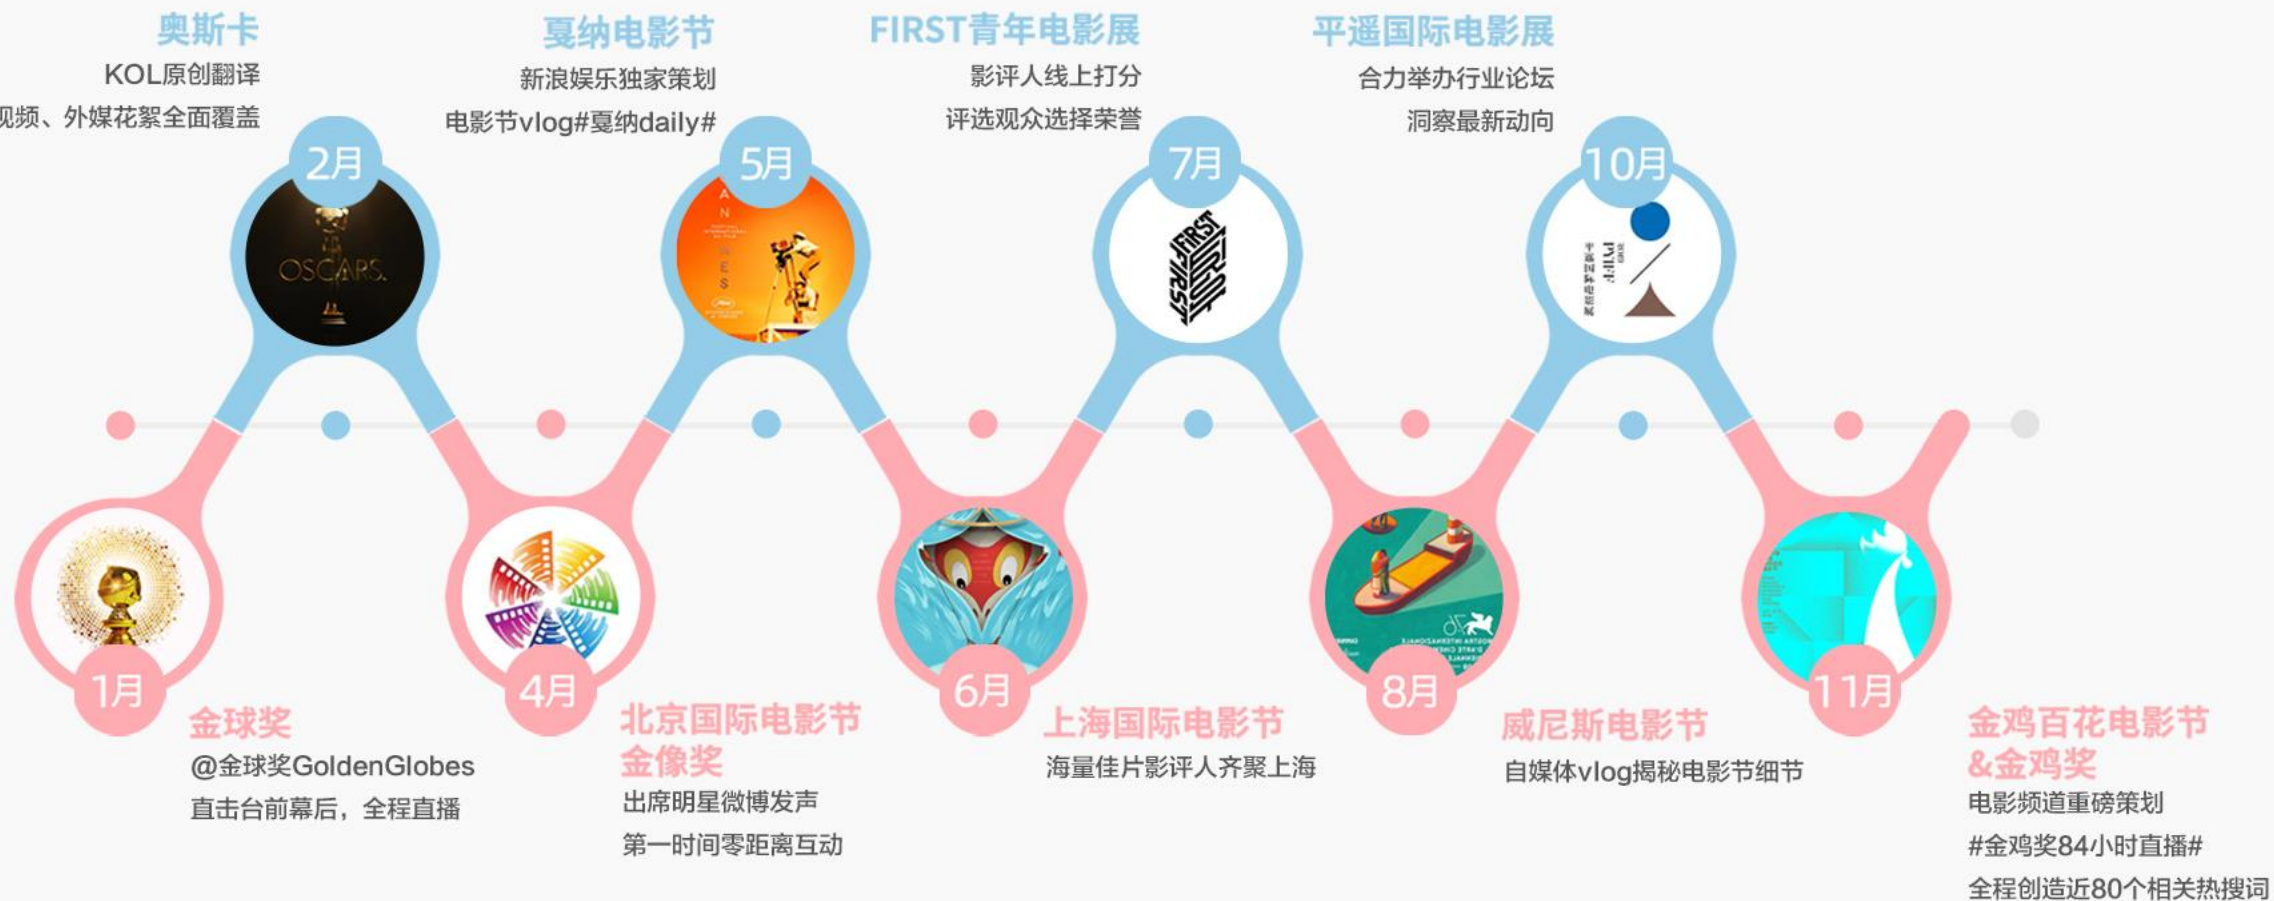 奥斯卡
KOL原创翻译
视频、外媒花絮全面覆盖
2月
OSCARS.
戛纳电影节
新浪娱乐独家策划
电影节vlog#戛纳daily#
5月
FIRST青年电影展
影评人线上打分
评选观众选择荣誉
7月
FIRST
平遥国际电影展
合力举办行业论坛
洞察最新动向
10月
PYIFF
1月
金球奖
@金球奖GoldenGlobes
直击台前幕后，全程直播
4月
北京国际电影节
金像奖
出席明星微博发声
第一时间零距离互动
6月
上海国际电影节
海量佳片影评人齐聚上海
8月
威尼斯电影节
自媒体vlog揭秘电影节细节
11月
金鸡百花电影节
&金鸡奖
电影频道重磅策划
#金鸡奖84小时直播#
全程创造近80个相关热搜词